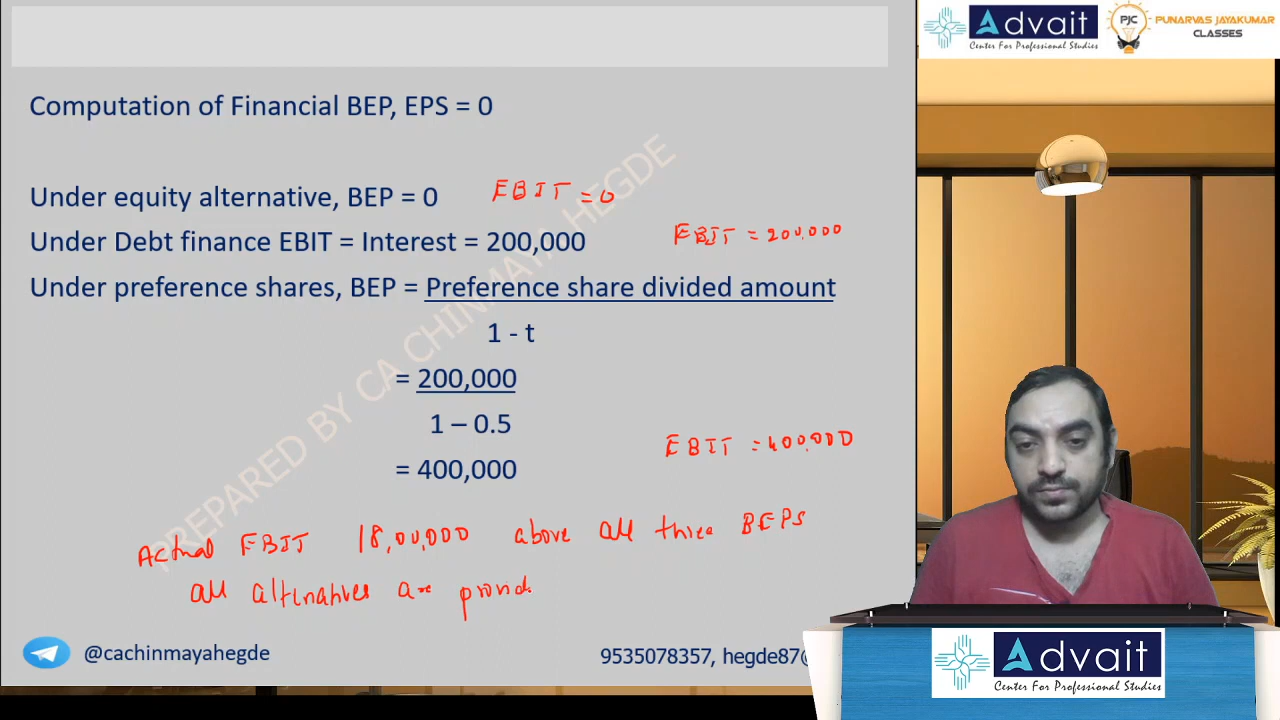 Advait
Center For Professional Studies
PJC
PUNARVAS JAYAKUMAR
CLASSES
Computation of Financial BEP, EPS = 0
Under equity alternative, BEP = 0
EBIT = 0
Under Debt finance EBIT = Interest = 200,000
EBIT = 200,000
Under preference shares, BEP = Preference share divided amount
1 - t
= 200,000
1 – 0.5
= 400,000
EBIT = 400,000
PREPARED BY CA CHINMAYA HEGDE
Actual EBIT 18,00,000 above all three BEPS
all alternatives are
@cachinmayahegde
9535078357, hegde87@
Advait
Center For Professional Studies